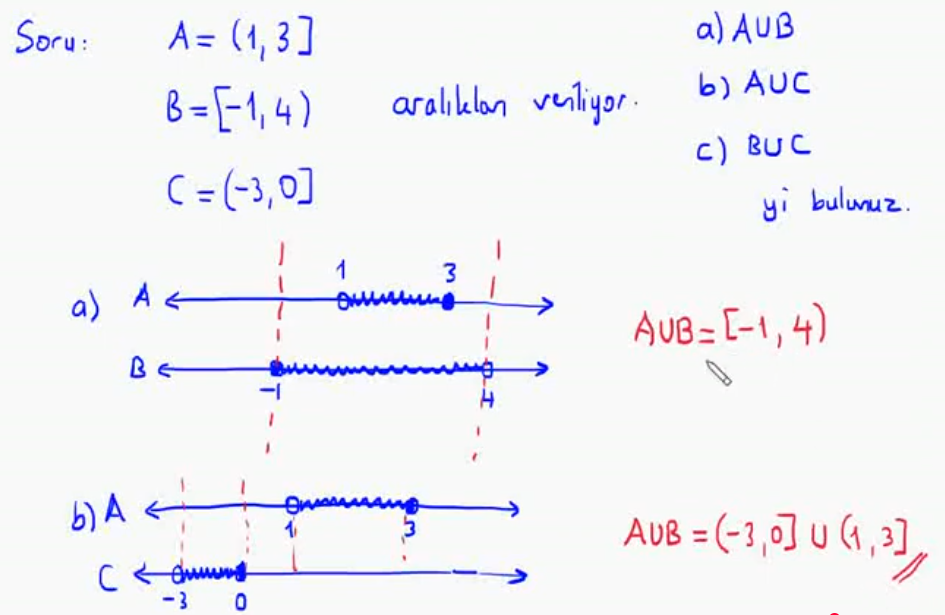 Soru: A = (1, 3] a) A∪B
B = [-1, 4) aralıkları veriliyor. b) A∪C
C = (-3, 0] c) B∪C
yi bulunuz.
1 3
a) A A∪B = [-1, 4)
B
-1 4
b) A A∪B = (-3, 0] ∪ (1, 3]
1 3
C
-3 0